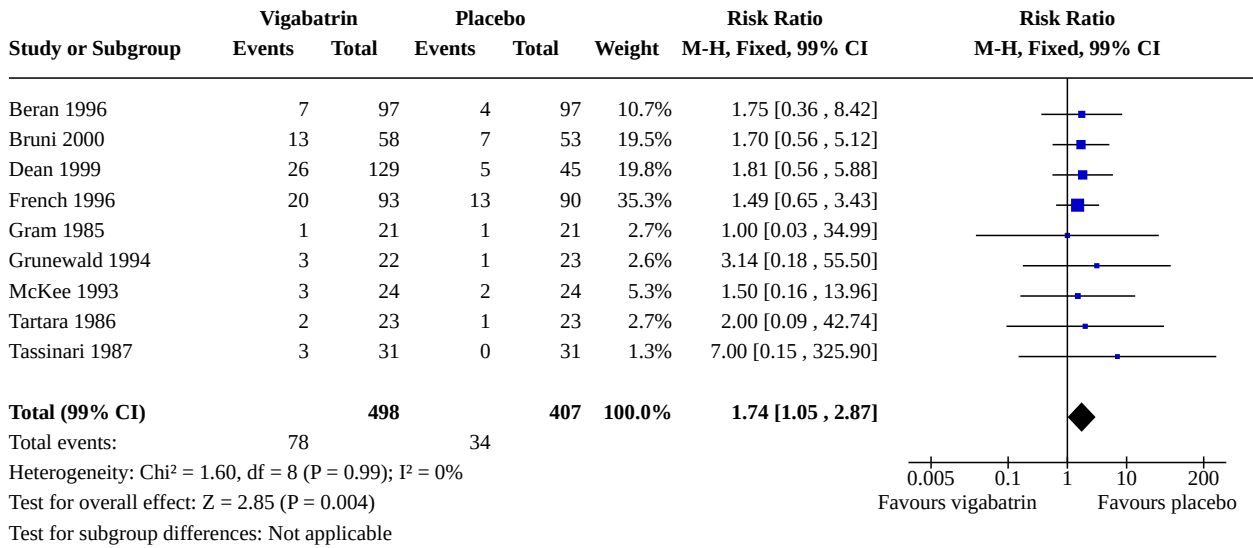 Vigabatrin Placebo Risk Ratio Risk Ratio
Study or Subgroup Events Total Events Total Weight M-H, Fixed, 99% CI M-H, Fixed, 99% CI
Beran 1996 7 97 4 97 10.7% 1.75 [0.36 , 8.42]
Bruni 2000 13 58 7 53 19.5% 1.70 [0.56 , 5.12]
Dean 1999 26 129 5 45 19.8% 1.81 [0.56 , 5.88]
French 1996 20 93 13 90 35.3% 1.49 [0.65 , 3.43]
Gram 1985 1 21 1 21 2.7% 1.00 [0.03 , 34.99]
Grunewald 1994 3 22 1 23 2.6% 3.14 [0.18 , 55.50]
McKee 1993 3 24 2 24 5.3% 1.50 [0.16 , 13.96]
Tartara 1986 2 23 1 23 2.7% 2.00 [0.09 , 42.74]
Tassinari 1987 3 31 0 31 1.3% 7.00 [0.15 , 325.90]
Total (99% CI) 498 407 100.0% 1.74 [1.05 , 2.87]
Total events: 78 34
Heterogeneity: Chi² = 1.60, df = 8 (P = 0.99); I² = 0%
0.005 0.1 1 10 200
Test for overall effect: Z = 2.85 (P = 0.004)
Favours vigabatrin Favours placebo
Test for subgroup differences: Not applicable